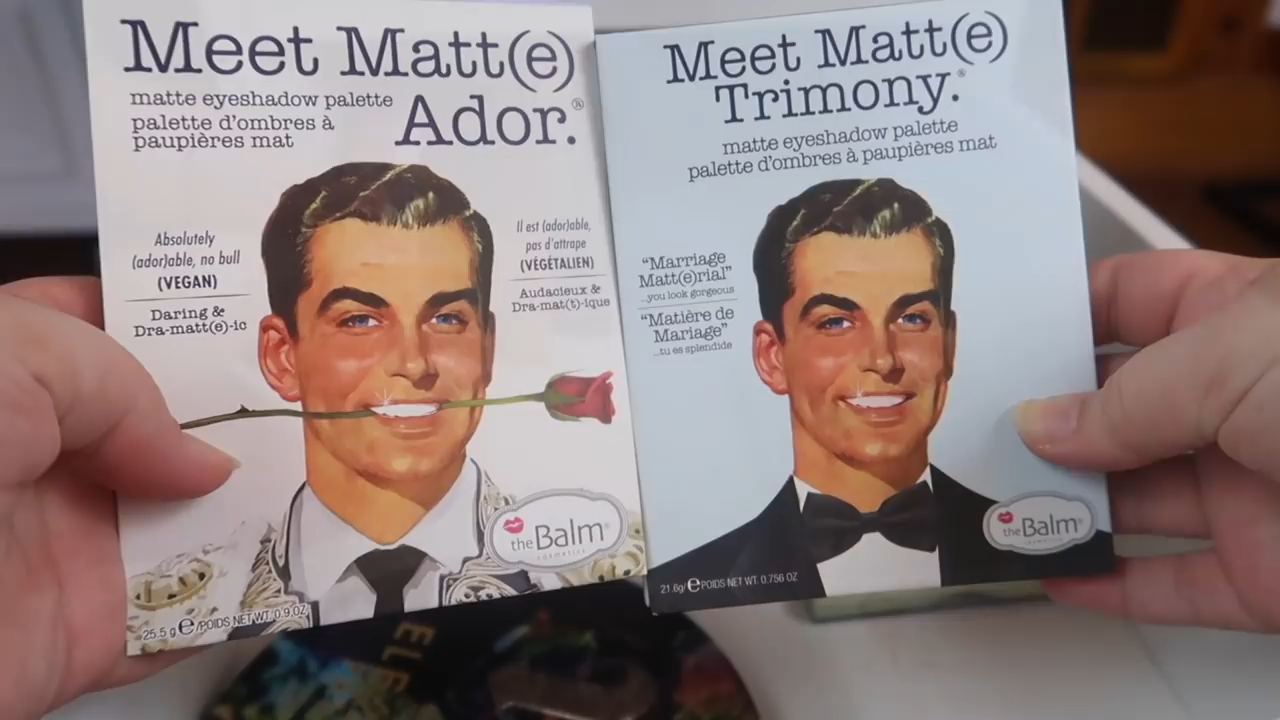 Meet Matt(e)
Ador.®
matte eyeshadow palette
palette d'ombres à
paupières mat
Absolutely
(ador)able, no bull
(VEGAN)
Daring &
Dra-matt(e)-ic
Il est (ador)able,
pas d'attrape
(VÉGÉTALIEN)
Audacieux &
Dra-mat(t)-ique
theBalm®
cosmetics
25.5 g e/POIDS NET WT. 0.9 OZ
Meet Matt(e)
Trimony.®
matte eyeshadow palette
palette d'ombres à paupières mat
“Marriage
Matt(e)rial”
...you look gorgeous
“Matière de
Mariage”
...tu es splendide
theBalm®
21.6g/ e POIDS NET WT. 0.756 OZ
ELE